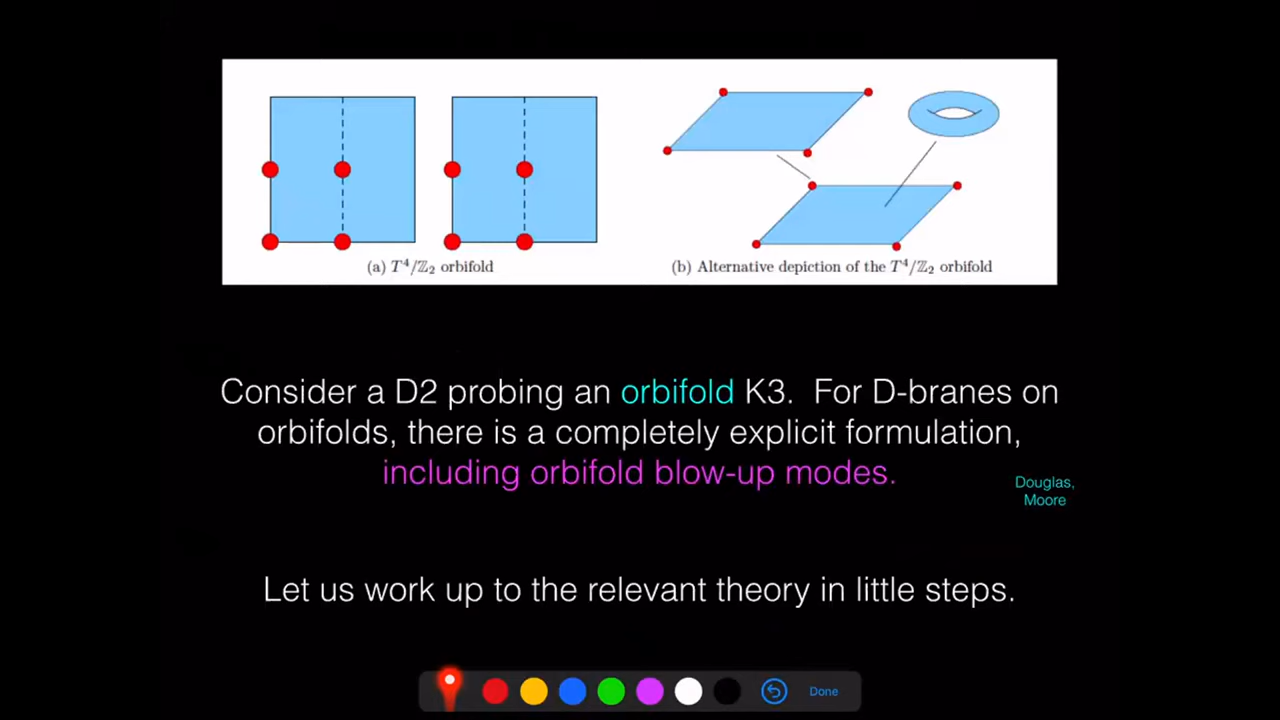 (a) T⁴/ℤ₂ orbifold
(b) Alternative depiction of the T⁴/ℤ₂ orbifold
Consider a D2 probing an orbifold K3. For D-branes on
orbifolds, there is a completely explicit formulation,
including orbifold blow-up modes.
Douglas,
Moore
Let us work up to the relevant theory in little steps.
Done